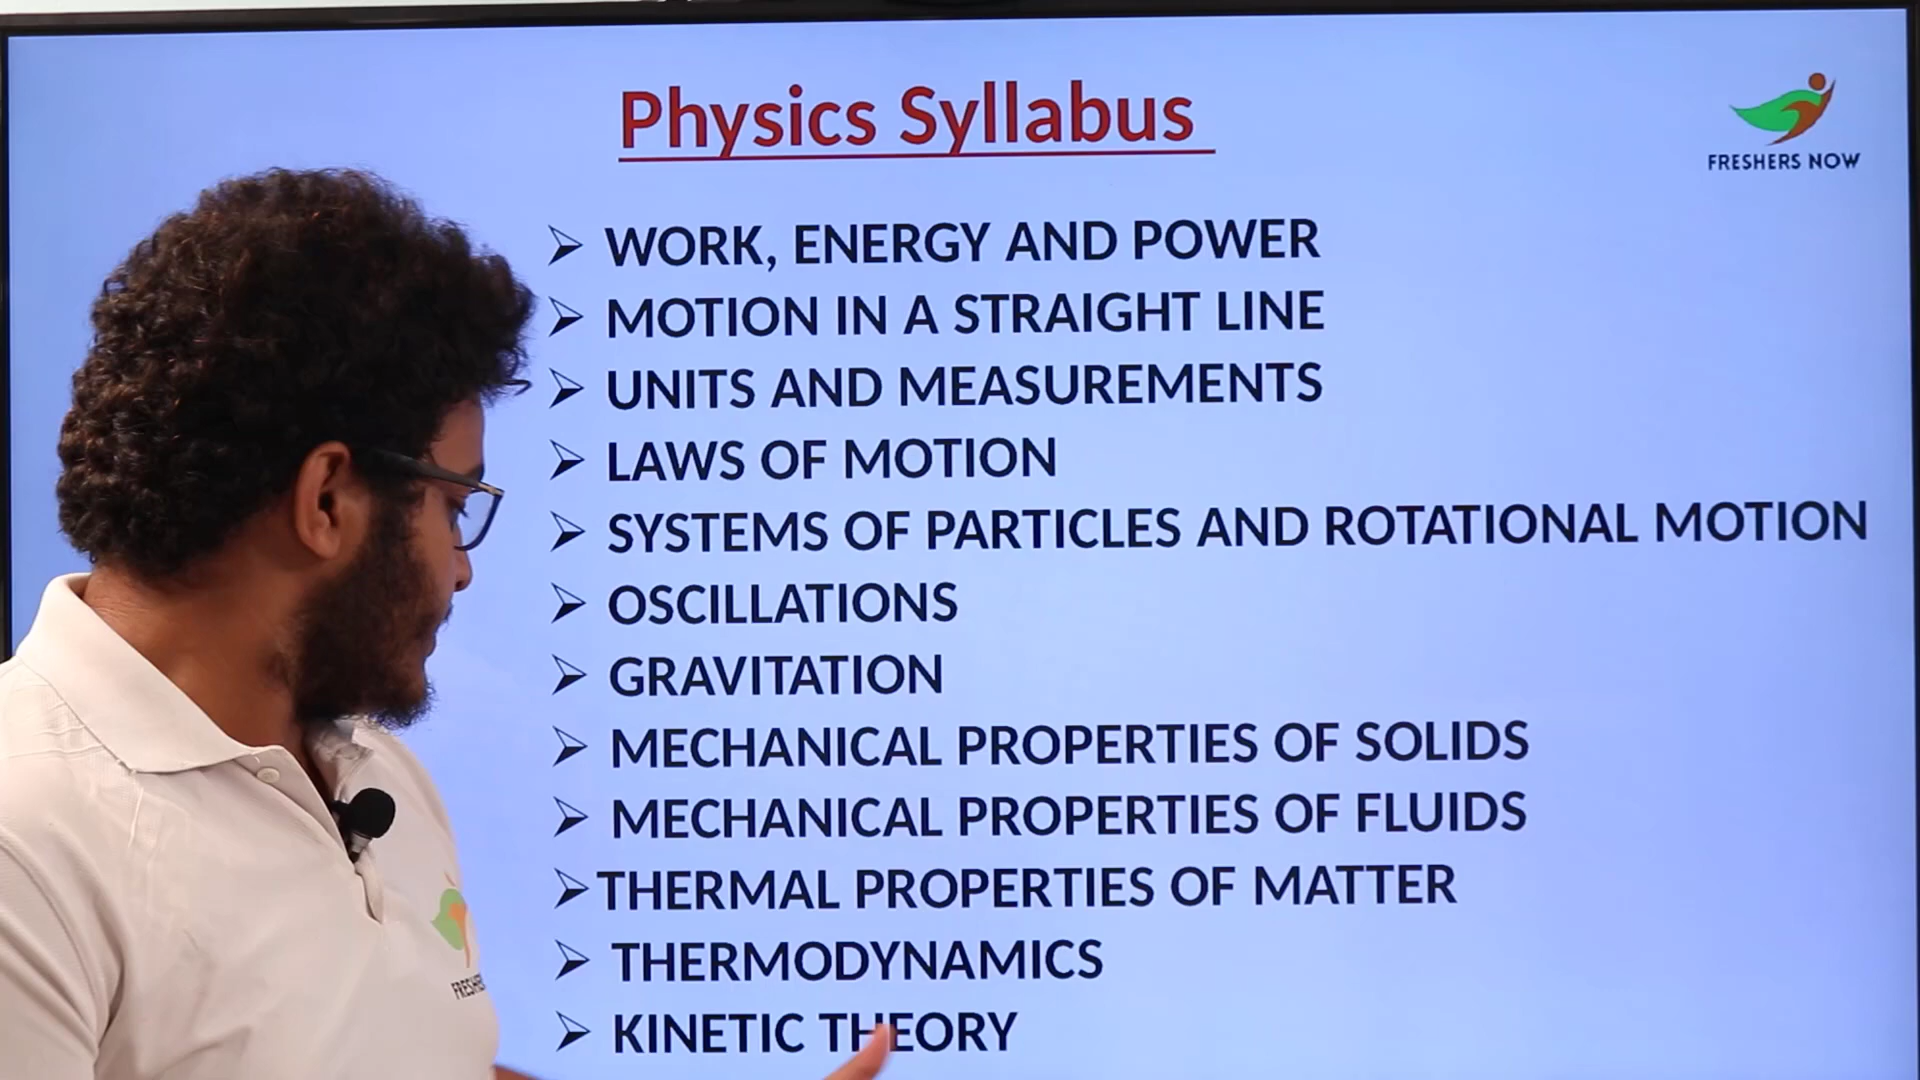 Physics Syllabus
FRESHERS NOW
WORK, ENERGY AND POWER
MOTION IN A STRAIGHT LINE
UNITS AND MEASUREMENTS
LAWS OF MOTION
SYSTEMS OF PARTICLES AND ROTATIONAL MOTION
OSCILLATIONS
GRAVITATION
MECHANICAL PROPERTIES OF SOLIDS
MECHANICAL PROPERTIES OF FLUIDS
THERMAL PROPERTIES OF MATTER
THERMODYNAMICS
KINETIC THEORY